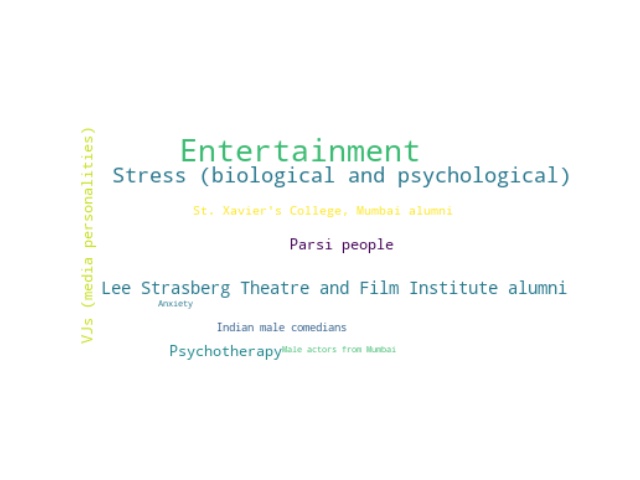 Entertainment
Stress (biological and psychological)
St. Xavier's College, Mumbai alumni
Parsi people
VJs (media personalities)
Lee Strasberg Theatre and Film Institute alumni
Anxiety
Indian male comedians
Psychotherapy
Male actors from Mumbai